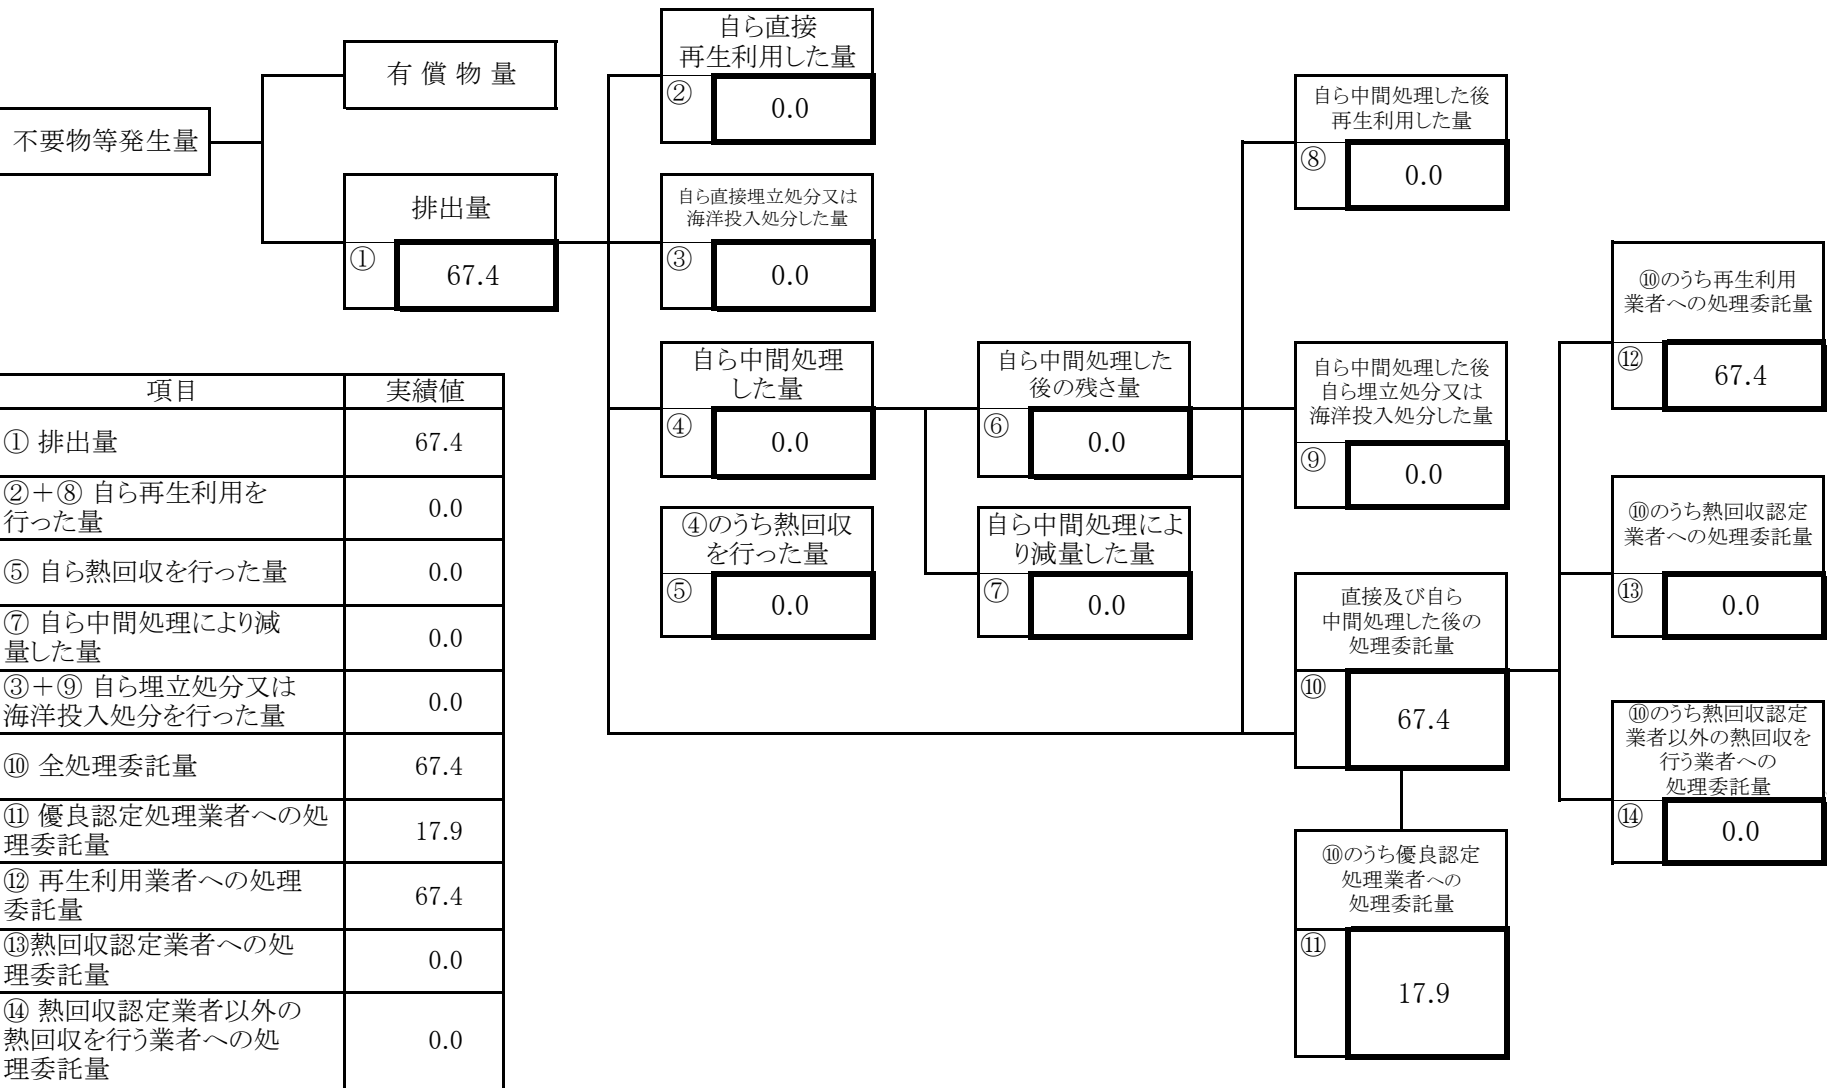 自ら直接
再生利用した量
②
0.0
有 償 物 量
不要物等発生量
排出量
①
67.4
自ら直接埋立処分又は
海洋投入処分した量
③
0.0
自ら中間処理
した量
④
0.0
④のうち熱回収
を行った量
⑤
0.0
自ら中間処理した
後の残さ量
⑥
0.0
自ら中間処理によ
り減量した量
⑦
0.0
自ら中間処理した後
再生利用した量
⑧
0.0
自ら中間処理した後
自ら埋立処分又は
海洋投入処分した量
⑨
0.0
直接及び自ら
中間処理した後の
処理委託量
⑩
67.4
⑩のうち優良認定
処理業者への
処理委託量
⑪
17.9
⑩のうち再生利用
業者への処理委託量
⑫
67.4
⑩のうち熱回収認定
業者への処理委託量
⑬
0.0
⑩のうち熱回収認定
業者以外の熱回収を
行う業者への
処理委託量
⑭
0.0
項目 実績値
① 排出量 67.4
②＋⑧ 自ら再生利用を
行った量 0.0
⑤ 自ら熱回収を行った量 0.0
⑦ 自ら中間処理により減
量した量 0.0
③＋⑨ 自ら埋立処分又は
海洋投入処分を行った量 0.0
⑩ 全処理委託量 67.4
⑪ 優良認定処理業者への処
理委託量 17.9
⑫ 再生利用業者への処理
委託量 67.4
⑬熱回収認定業者への処
理委託量 0.0
⑭ 熱回収認定業者以外の
熱回収を行う業者への処
理委託量 0.0